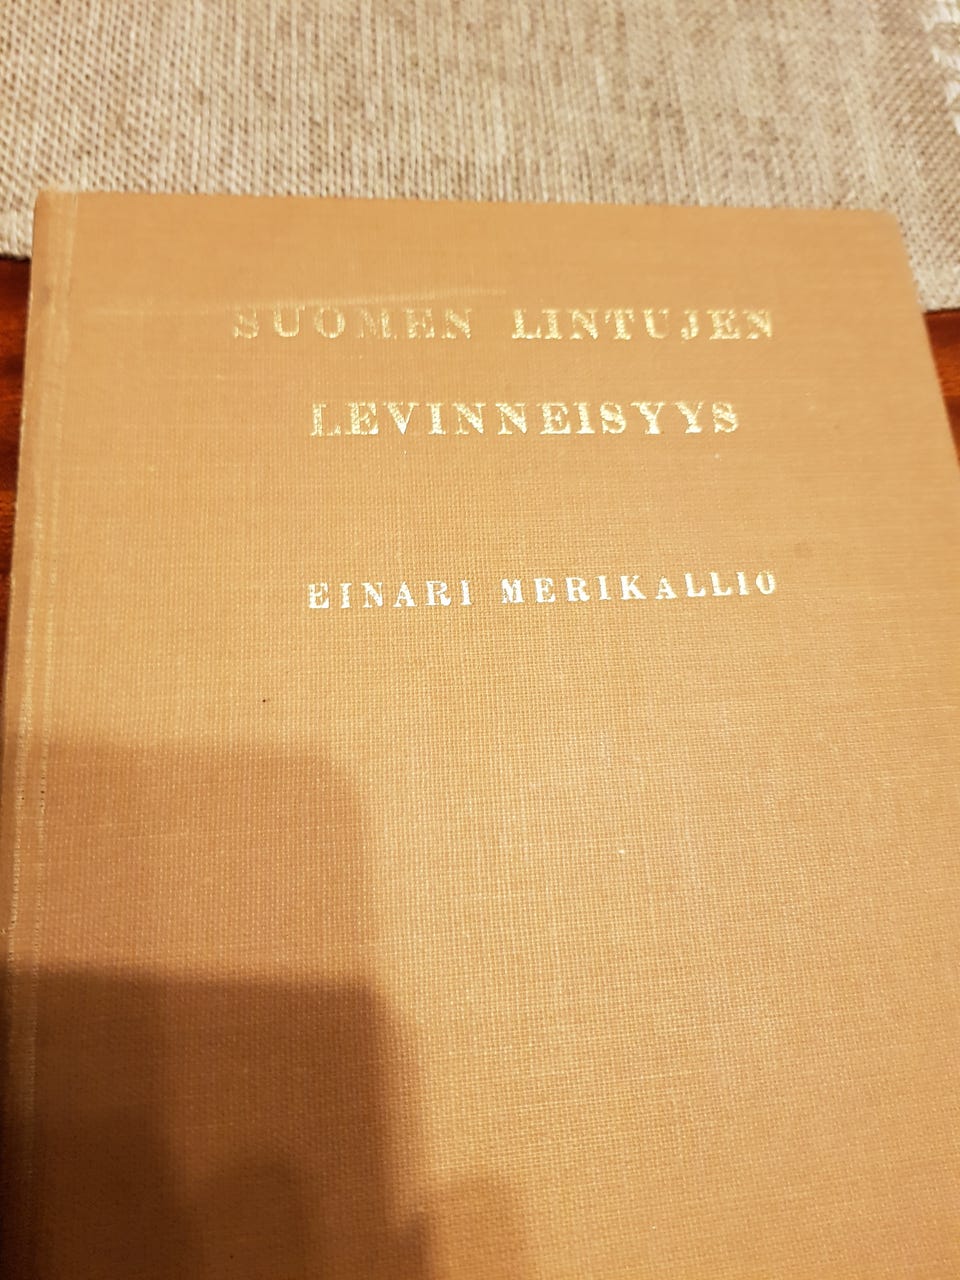 SUOMEN LINTUJEN
LEVINNEISYYS
EINARI MERIKALLIO